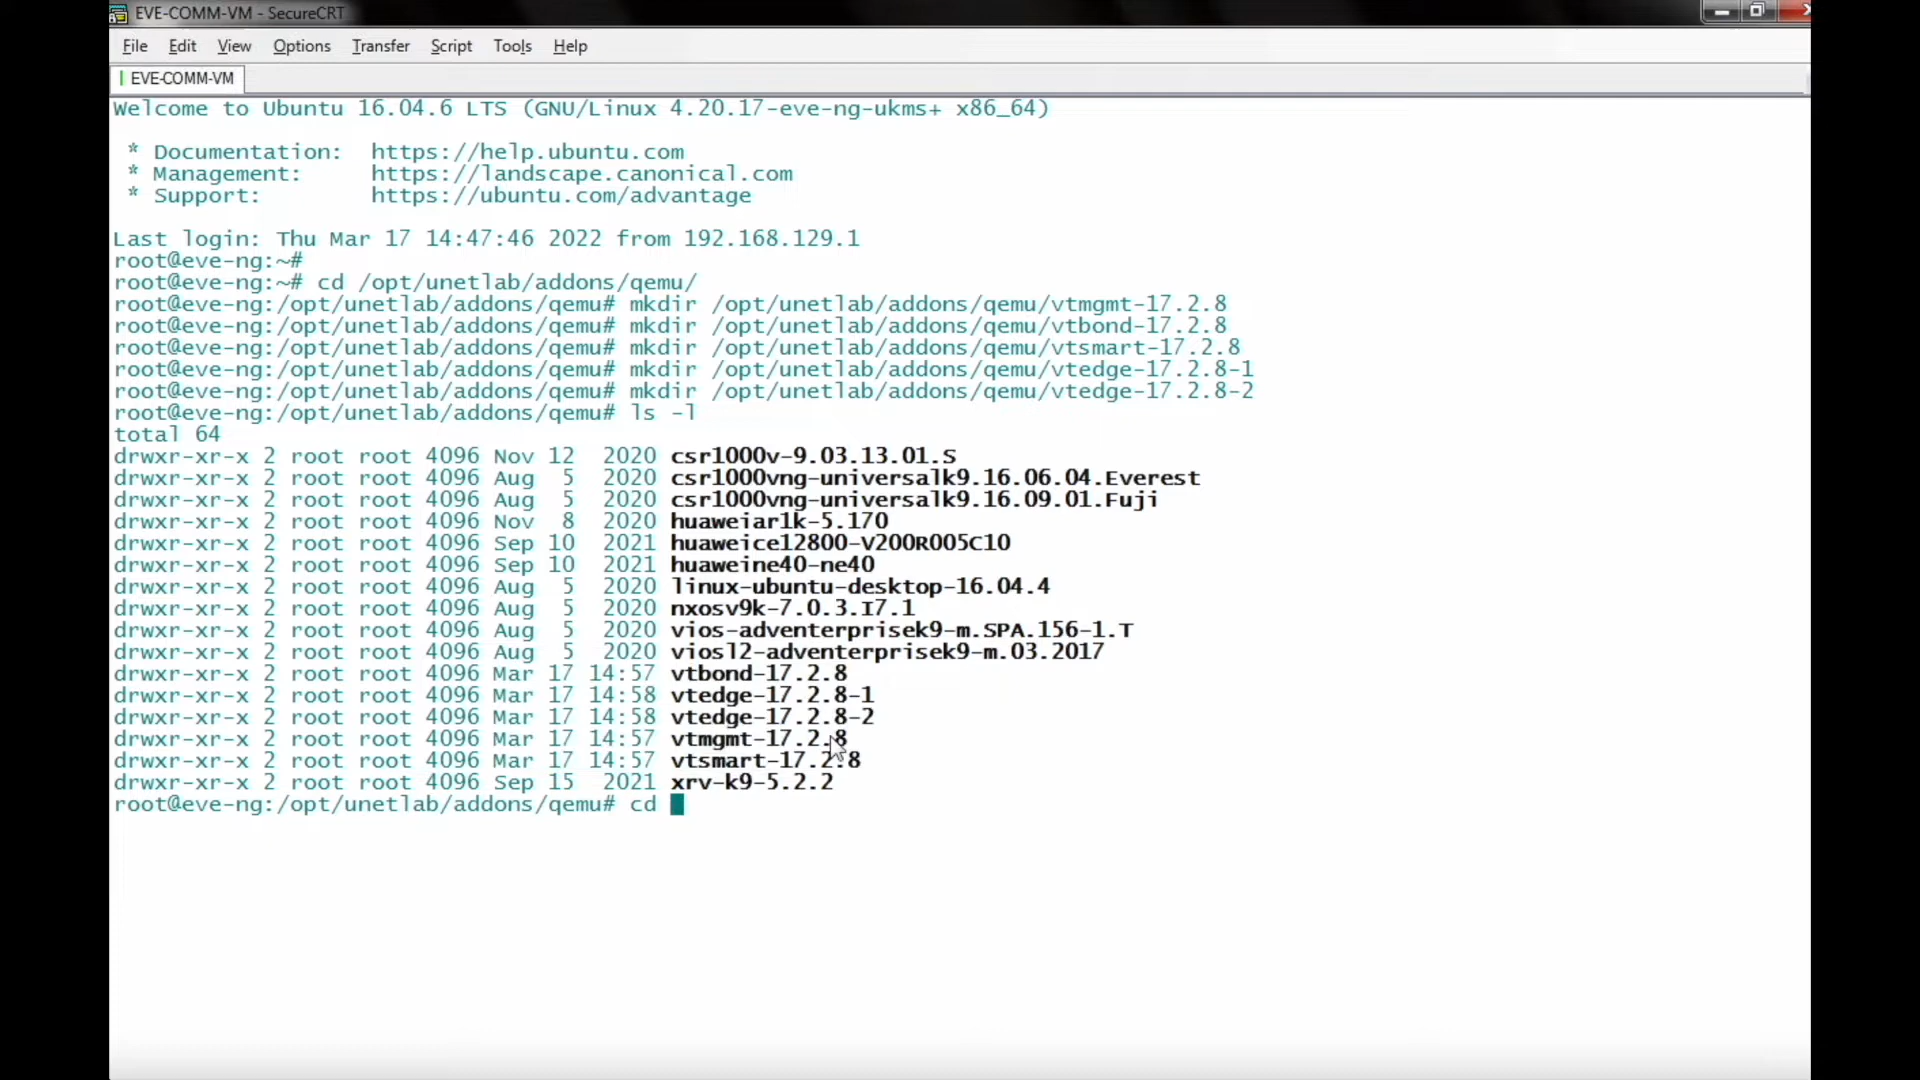 EVE-COMM-VM - SecureCRT
File Edit View Options Transfer Script Tools Help
EVE-COMM-VM
Welcome to Ubuntu 16.04.6 LTS (GNU/Linux 4.20.17-eve-ng-ukms+ x86_64)
* Documentation: https://help.ubuntu.com
* Management: https://landscape.canonical.com
* Support: https://ubuntu.com/advantage
Last login: Thu Mar 17 14:47:46 2022 from 192.168.129.1
root@eve-ng:~#
root@eve-ng:~# cd /opt/unetlab/addons/qemu/
root@eve-ng:/opt/unetlab/addons/qemu# mkdir /opt/unetlab/addons/qemu/vtmgmt-17.2.8
root@eve-ng:/opt/unetlab/addons/qemu# mkdir /opt/unetlab/addons/qemu/vtbond-17.2.8
root@eve-ng:/opt/unetlab/addons/qemu# mkdir /opt/unetlab/addons/qemu/vtsmart-17.2.8
root@eve-ng:/opt/unetlab/addons/qemu# mkdir /opt/unetlab/addons/qemu/vtedge-17.2.8-1
root@eve-ng:/opt/unetlab/addons/qemu# mkdir /opt/unetlab/addons/qemu/vtedge-17.2.8-2
root@eve-ng:/opt/unetlab/addons/qemu# ls -l
total 64
drwxr-xr-x 2 root root 4096 Nov 12 2020 csr1000v-9.03.13.01.S
drwxr-xr-x 2 root root 4096 Aug 5 2020 csr1000vng-universalk9.16.06.04.Everest
drwxr-xr-x 2 root root 4096 Aug 5 2020 csr1000vng-universalk9.16.09.01.Fuji
drwxr-xr-x 2 root root 4096 Nov 8 2020 huaweiar1k-5.170
drwxr-xr-x 2 root root 4096 Sep 10 2021 huaweice12800-V200R005C10
drwxr-xr-x 2 root root 4096 Sep 10 2021 huaweine40-ne40
drwxr-xr-x 2 root root 4096 Aug 5 2020 linux-ubuntu-desktop-16.04.4
drwxr-xr-x 2 root root 4096 Aug 5 2020 nxosv9k-7.0.3.I7.1
drwxr-xr-x 2 root root 4096 Aug 5 2020 vios-adventerprisek9-m.SPA.156-1.T
drwxr-xr-x 2 root root 4096 Aug 5 2020 viosl2-adventerprisek9-m.03.2017
drwxr-xr-x 2 root root 4096 Mar 17 14:57 vtbond-17.2.8
drwxr-xr-x 2 root root 4096 Mar 17 14:58 vtedge-17.2.8-1
drwxr-xr-x 2 root root 4096 Mar 17 14:58 vtedge-17.2.8-2
drwxr-xr-x 2 root root 4096 Mar 17 14:57 vtmgmt-17.2.8
drwxr-xr-x 2 root root 4096 Mar 17 14:57 vtsmart-17.2.8
drwxr-xr-x 2 root root 4096 Sep 15 2021 xrv-k9-5.2.2
root@eve-ng:/opt/unetlab/addons/qemu# cd